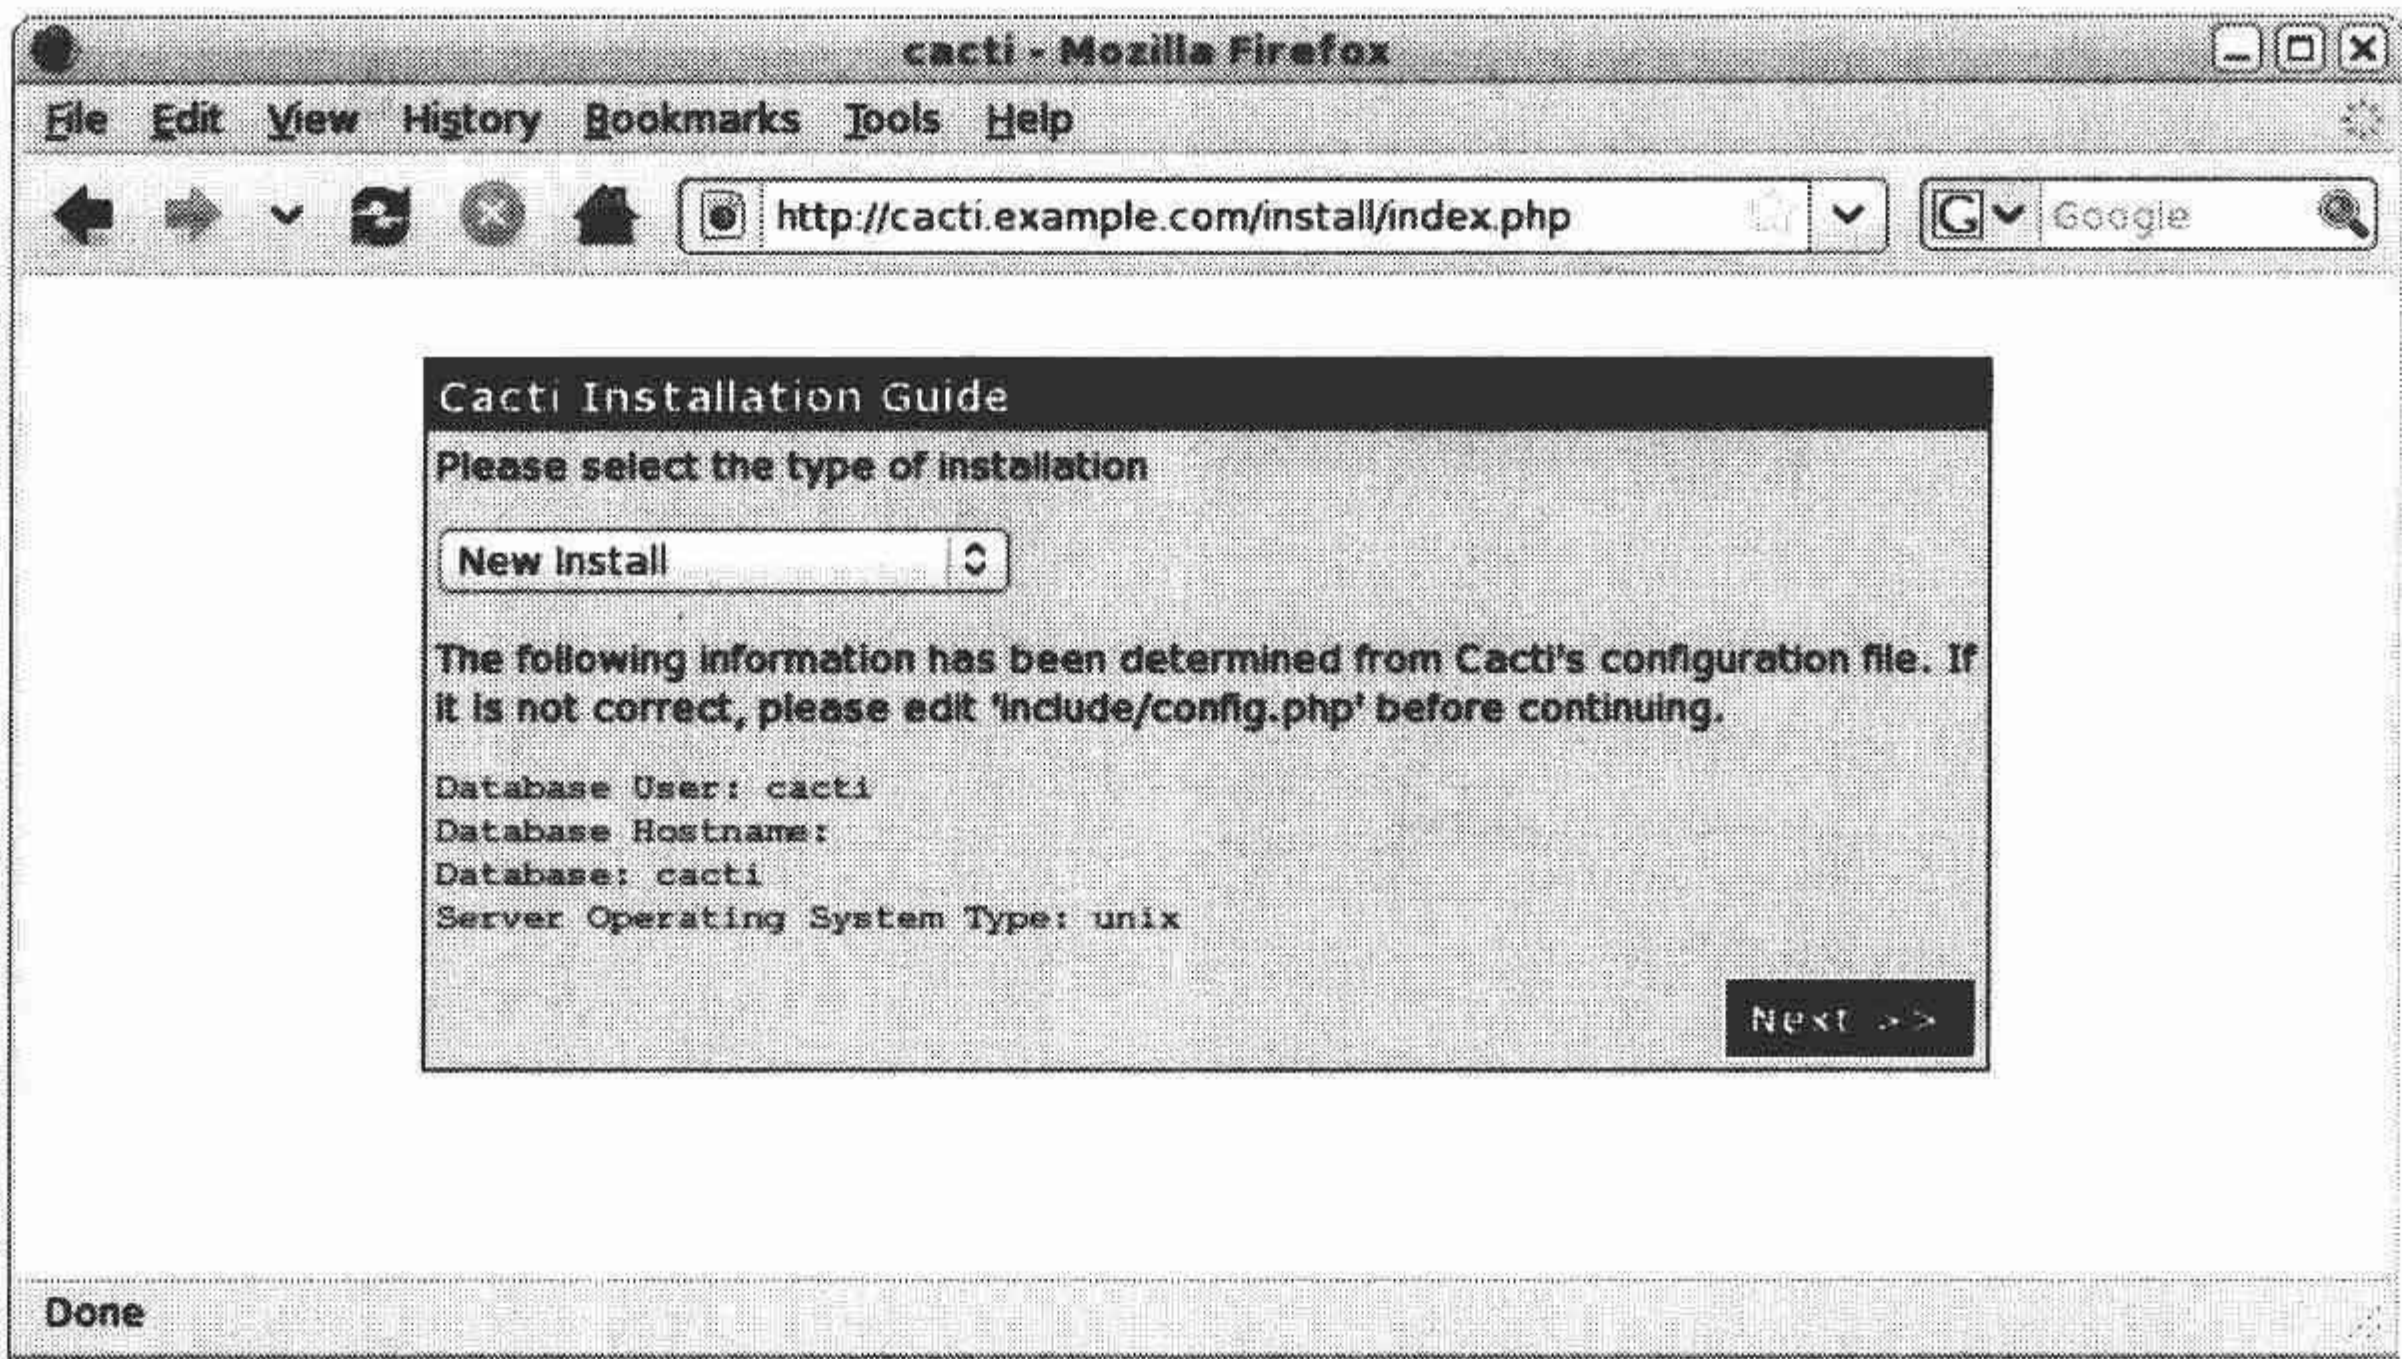 cacti - Mozilla Firefox
File Edit View History Bookmarks Tools Help
http://cacti.example.com/install/index.php G Google
Cacti Installation Guide
Please select the type of installation
New Install
The following information has been determined from Cacti's configuration file. If
it is not correct, please edit 'include/config.php' before continuing.
Database User: cacti
Database Hostname:
Database: cacti
Server Operating System Type: unix
Next >>
Done